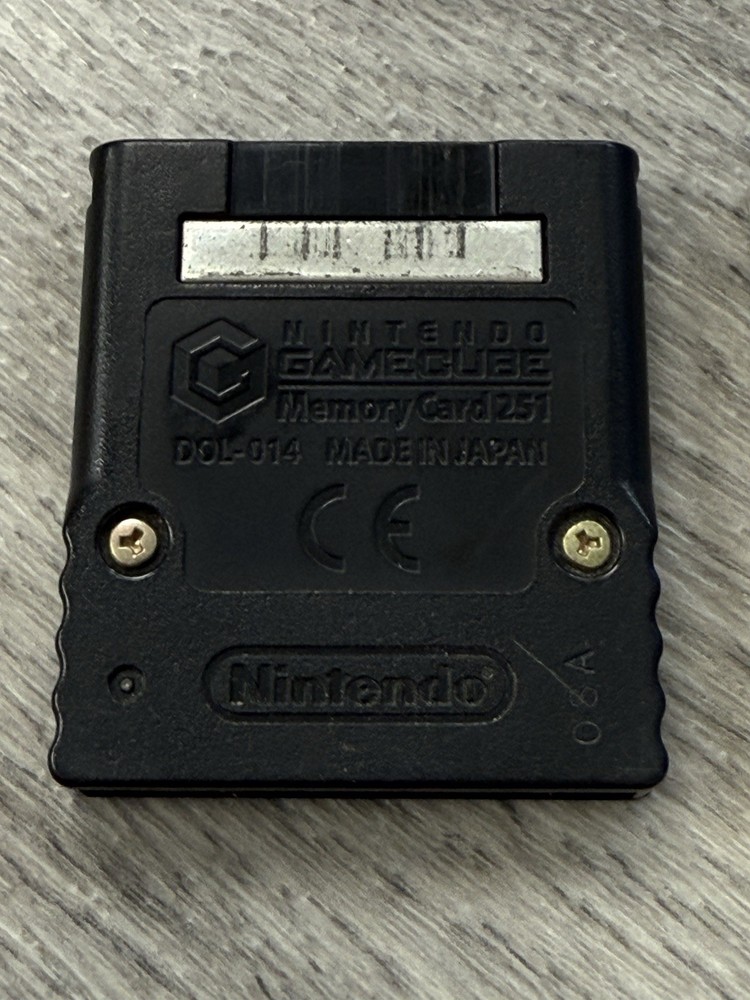 NINTENDO
GAMECUBE
Memory Card 251
DOL-014 MADE IN JAPAN
CE
Nintendo®
08A